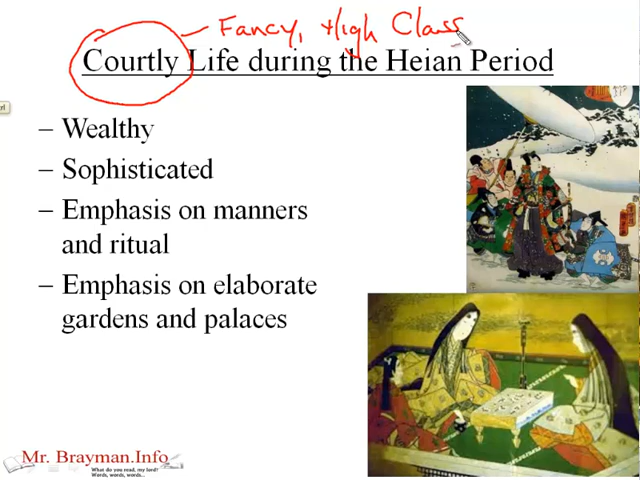 Fancy, High Class
Courtly Life during the Heian Period
– Wealthy
– Sophisticated
– Emphasis on manners
and ritual
– Emphasis on elaborate
gardens and palaces
Mr. Brayman.Info
What do you read, my lord?
Words, words, words...